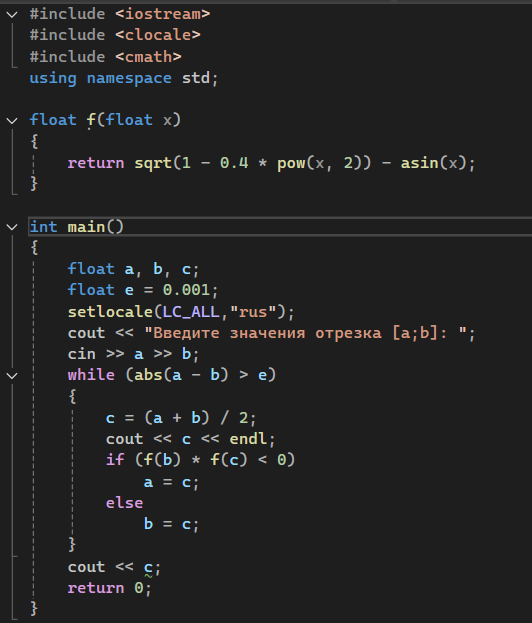 #include <iostream>
#include <clocale>
#include <cmath>
using namespace std;
float f(float x)
{
return sqrt(1 - 0.4 * pow(x, 2)) - asin(x);
}
int main()
{
float a, b, c;
float e = 0.001;
setlocale(LC_ALL,"rus");
cout << "Введите значения отрезка [a;b]: ";
cin >> a >> b;
while (abs(a - b) > e)
{
c = (a + b) / 2;
cout << c << endl;
if (f(b) * f(c) < 0)
a = c;
else
b = c;
}
cout << c;
return 0;
}